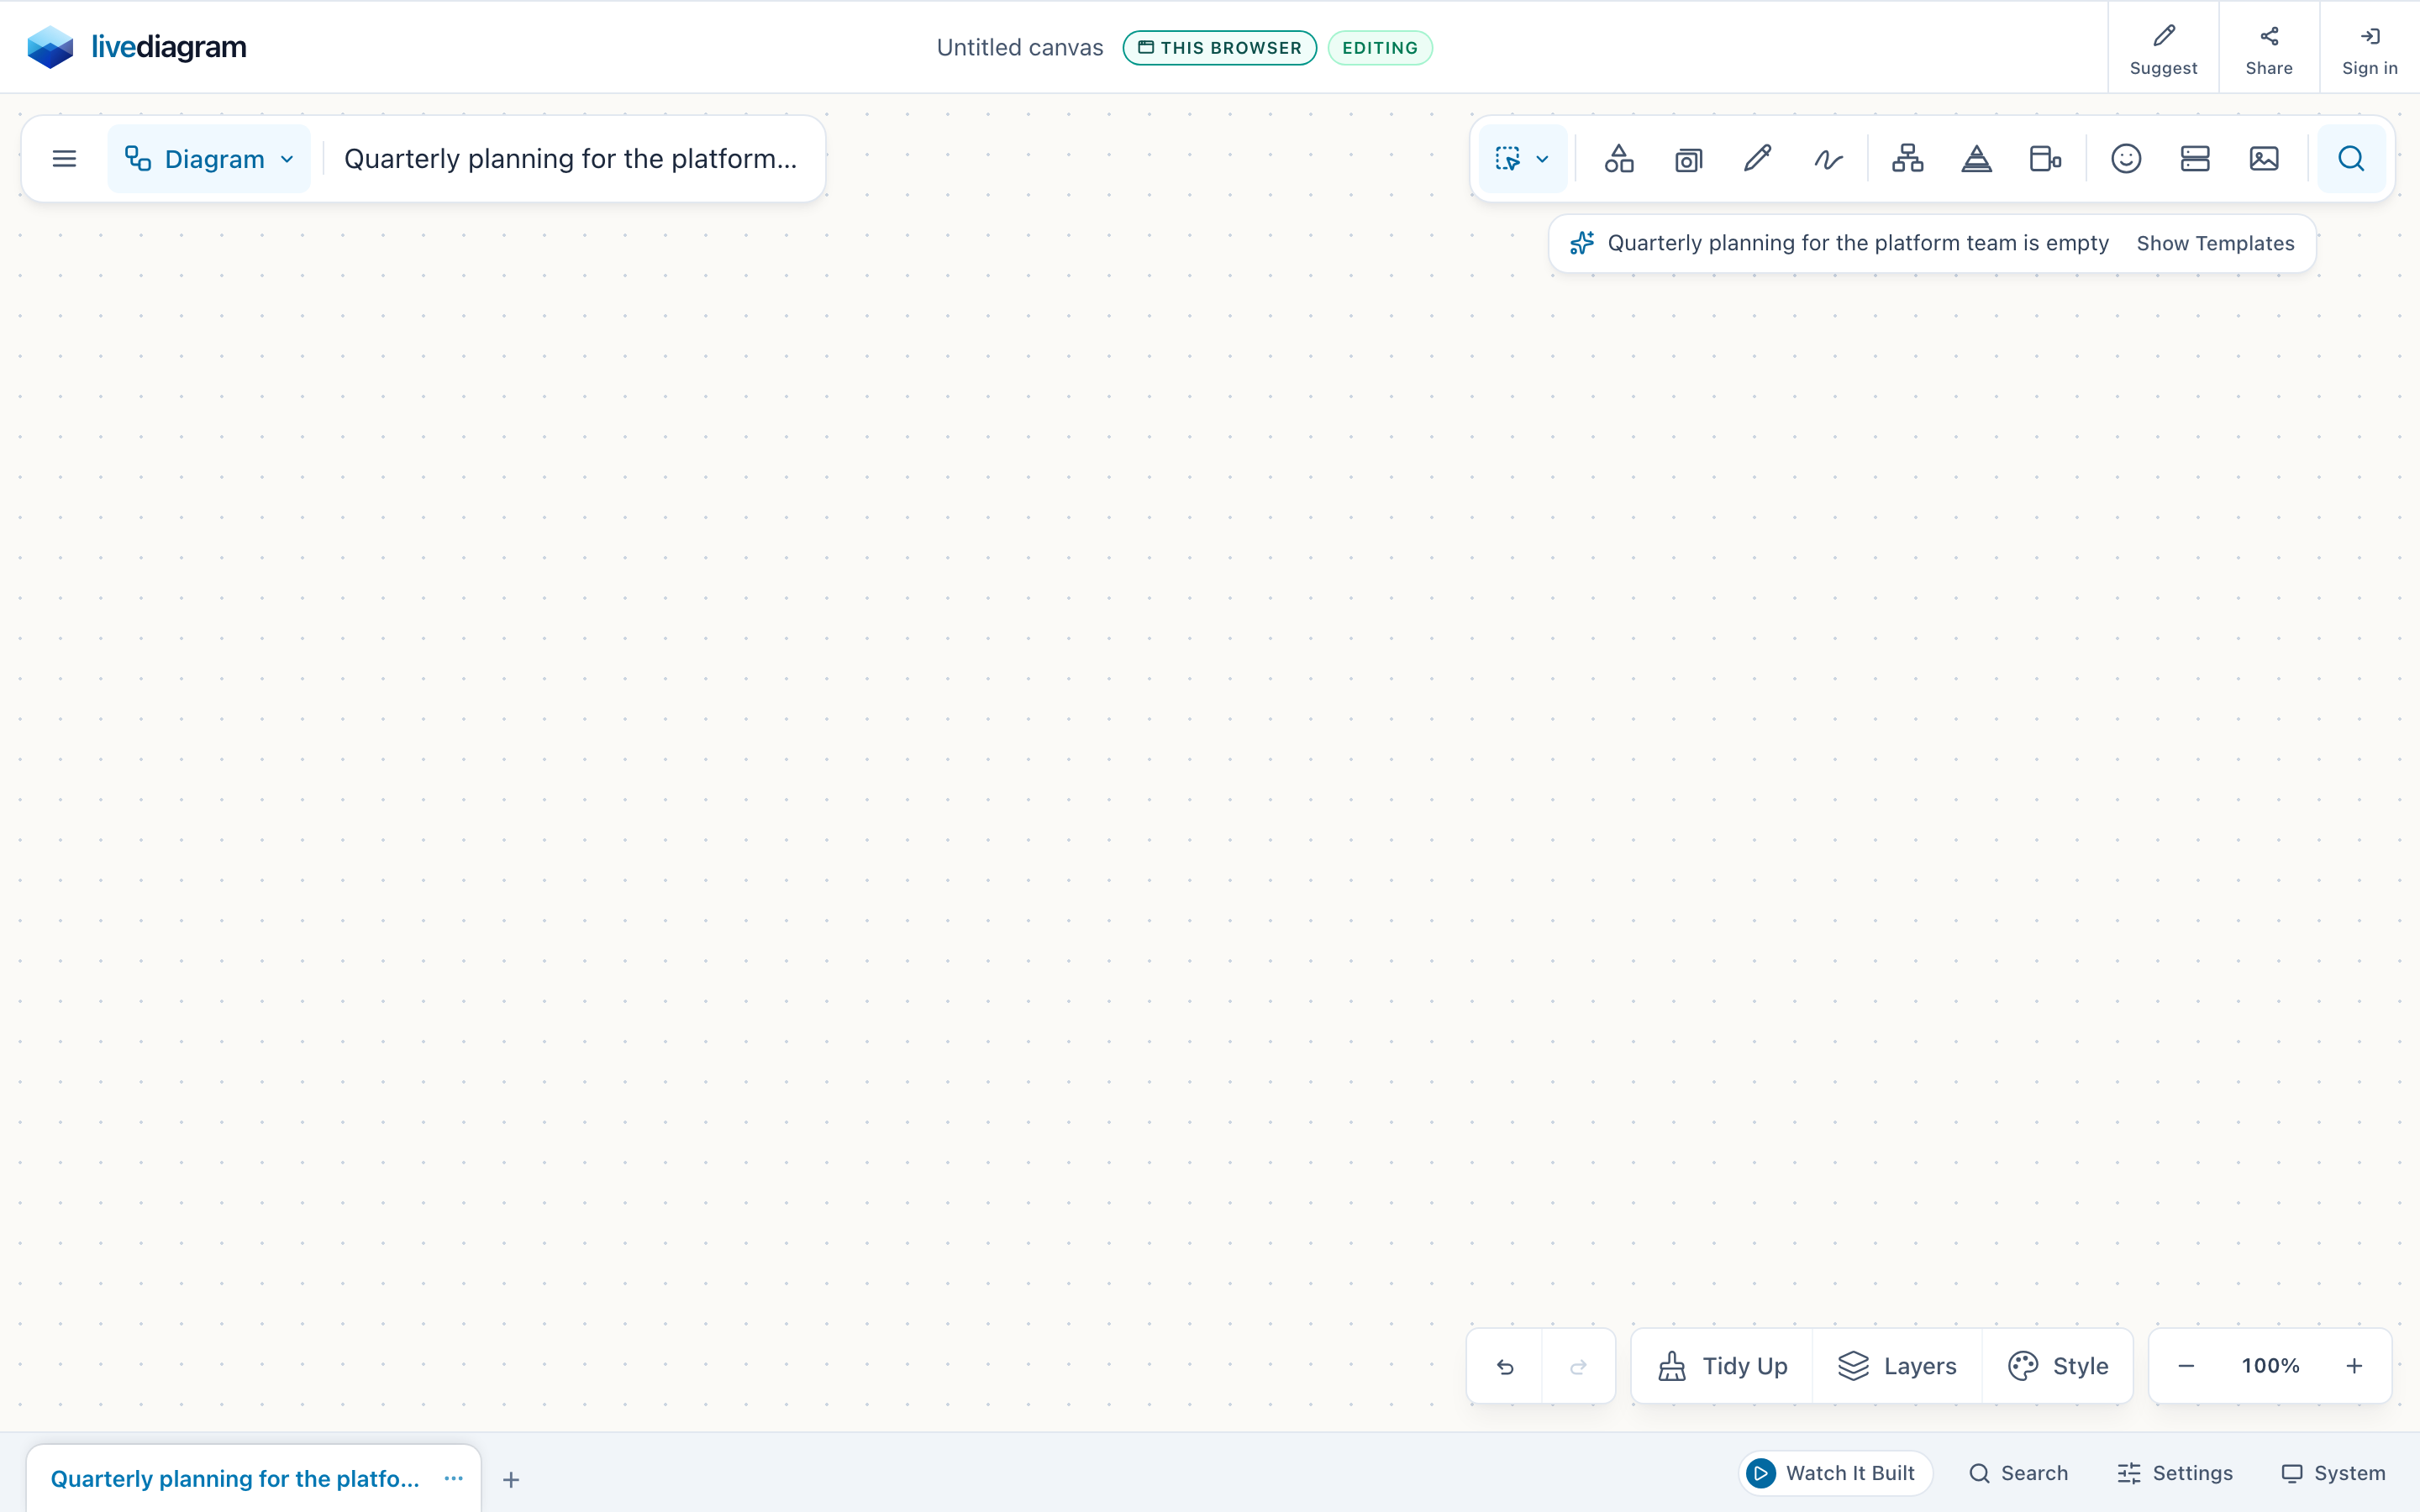 livediagram
Untitled canvas
THIS BROWSER
EDITING
Suggest
Share
Sign in
Diagram
Quarterly planning for the platform...
Quarterly planning for the platform team is empty
Show Templates
Tidy Up
Layers
Style
100%
Quarterly planning for the platfo...
Watch It Built
Search
Settings
System